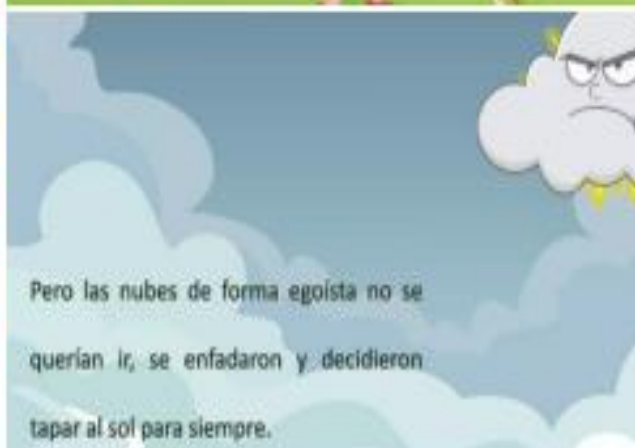 Pero las nubes de forma egoísta no se
querían ir, se enfadaron y decidieron
tapar al sol para siempre.